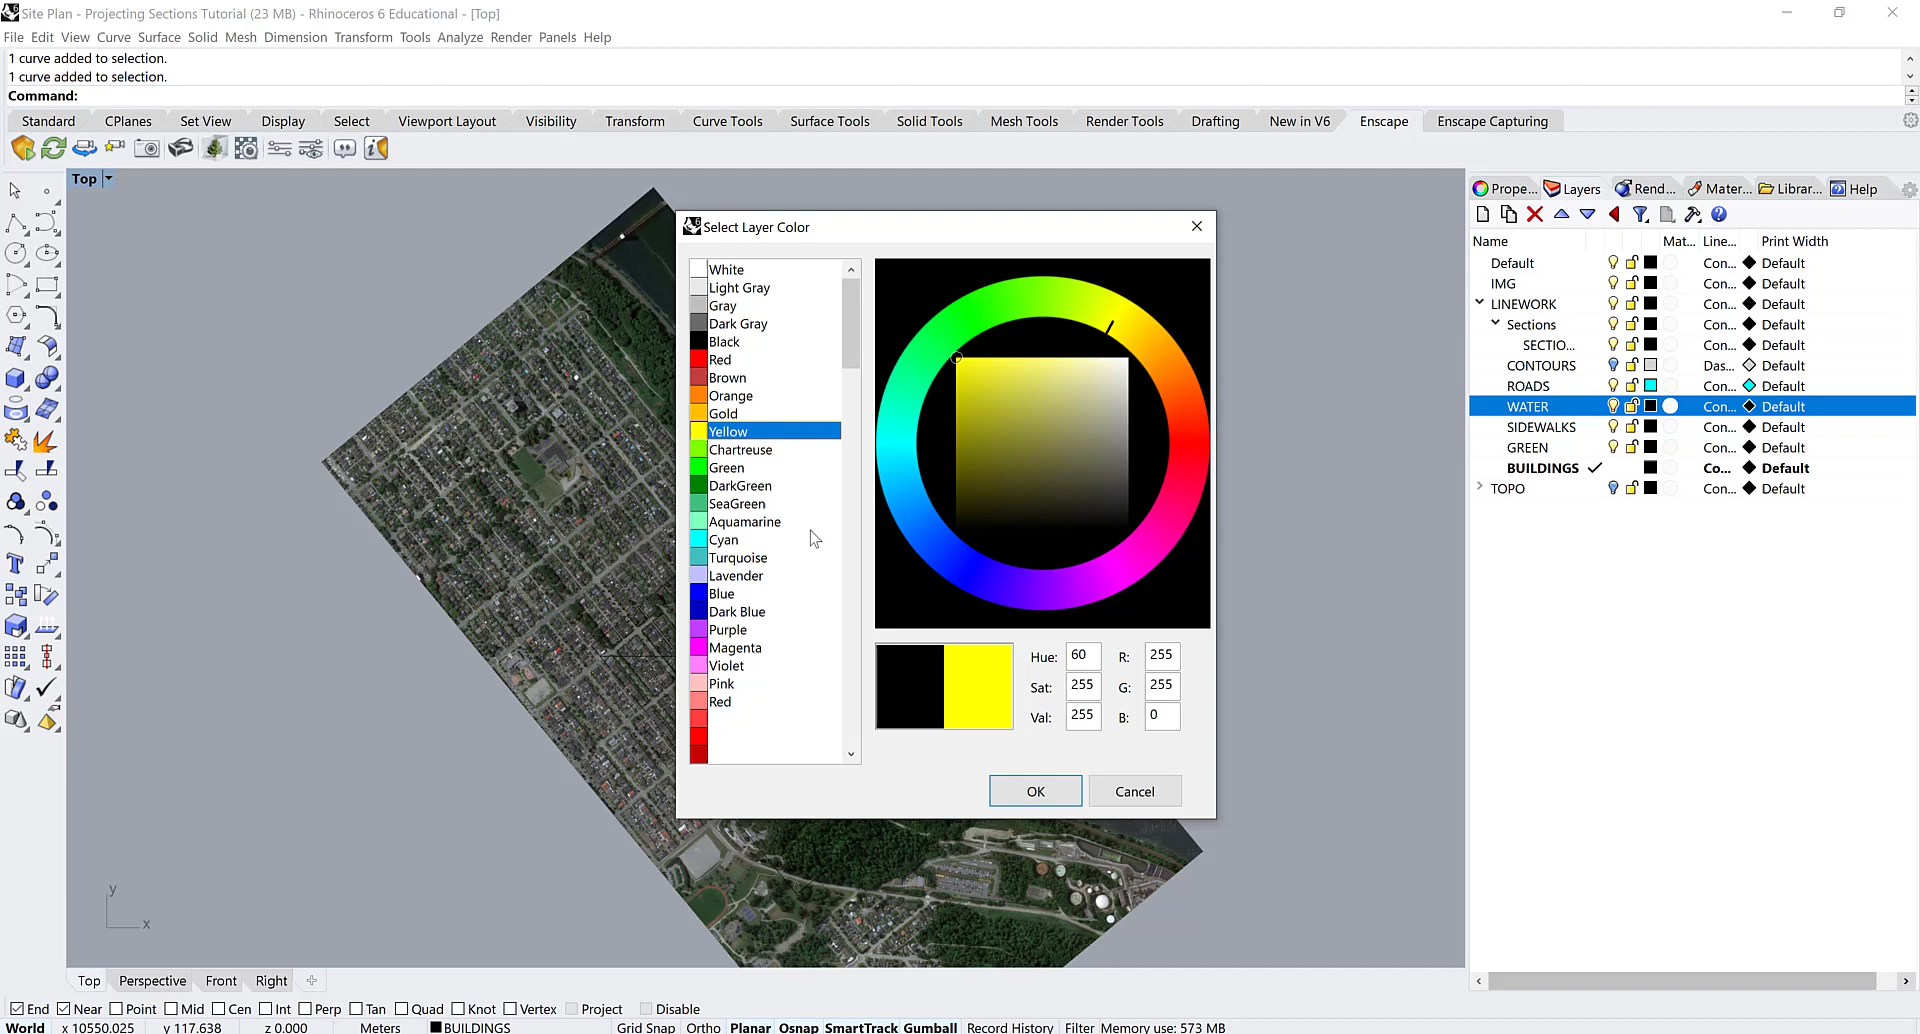 Site Plan - Projecting Sections Tutorial (23 MB) - Rhinoceros 6 Educational - [Top]
File Edit View Curve Surface Solid Mesh Dimension Transform Tools Analyze Render Panels Help
1 curve added to selection.
1 curve added to selection.
Command:
Standard CPlanes Set View Display Select Viewport Layout Visibility Transform Curve Tools Surface Tools Solid Tools Mesh Tools Render Tools Drafting New in V6 Enscape Enscape Capturing
Top
Select Layer Color
White
Light Gray
Gray
Dark Gray
Black
Red
Brown
Orange
Gold
Yellow
Chartreuse
Green
DarkGreen
SeaGreen
Aquamarine
Cyan
Turquoise
Lavender
Blue
Dark Blue
Purple
Magenta
Violet
Pink
Red
Hue: 60 R: 255
Sat: 255 G: 255
Val: 255 B: 0
OK Cancel
Prope... Layers Rend... Mater... Librar... Help
Name Mat... Line... Print Width
Default Con... Default
IMG Con... Default
LINEWORK Con... Default
Sections Con... Default
SECTIO... Con... Default
CONTOURS Das... Default
ROADS Con... Default
WATER Con... Default
SIDEWALKS Con... Default
GREEN Con... Default
BUILDINGS Co... Default
TOPO Con... Default
y
x
Top Perspective Front Right
End Near Point Mid Cen Int Perp Tan Quad Knot Vertex Project Disable
World x 10550.025 y 117.638 z 0.000 Meters BUILDINGS Grid Snap Ortho Planar Osnap SmartTrack Gumball Record History Filter Memory use: 573 MB